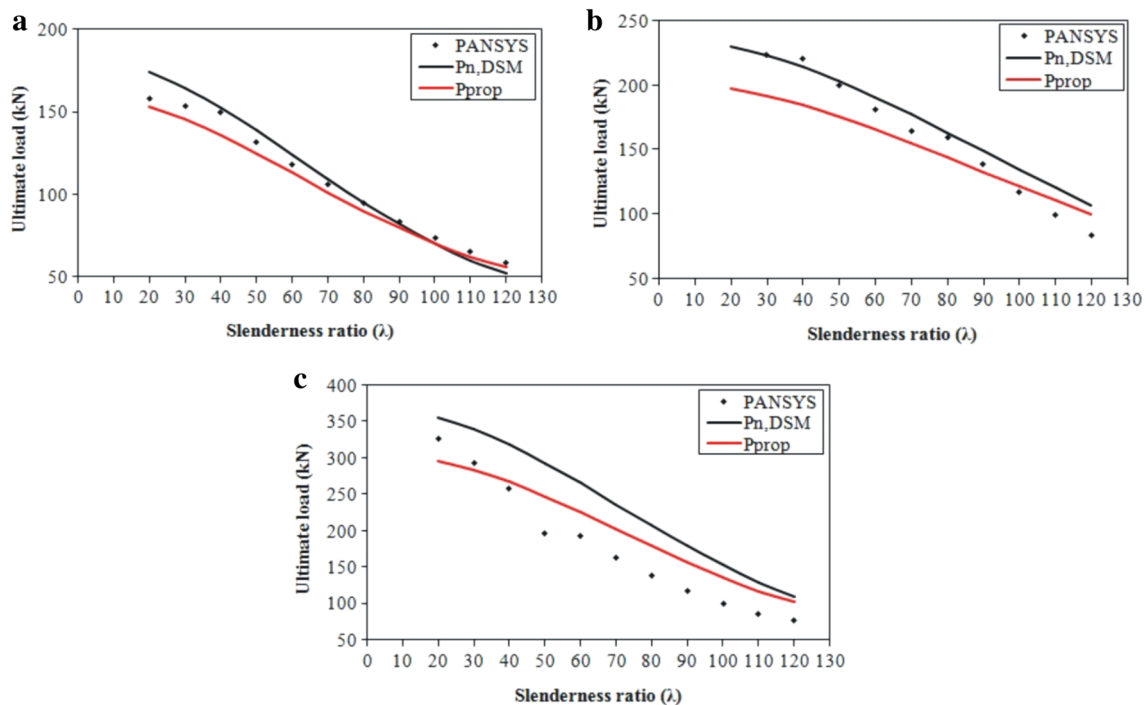 a
200
150
100
50
Ultimate load (kN)
PANSYS
Pn,DSM
Pprop
0 10 20 30 40 50 60 70 80 90 100 110 120 130
Slenderness ratio (λ)
b
250
200
150
100
50
Ultimate load (kN)
PANSYS
Pn,DSM
Pprop
0 10 20 30 40 50 60 70 80 90 100 110 120 130
Slenderness ratio (λ)
c
400
350
300
250
200
150
100
50
Ultimate load (kN)
PANSYS
Pn,DSM
Pprop
0 10 20 30 40 50 60 70 80 90 100 110 120 130
Slenderness ratio (λ)